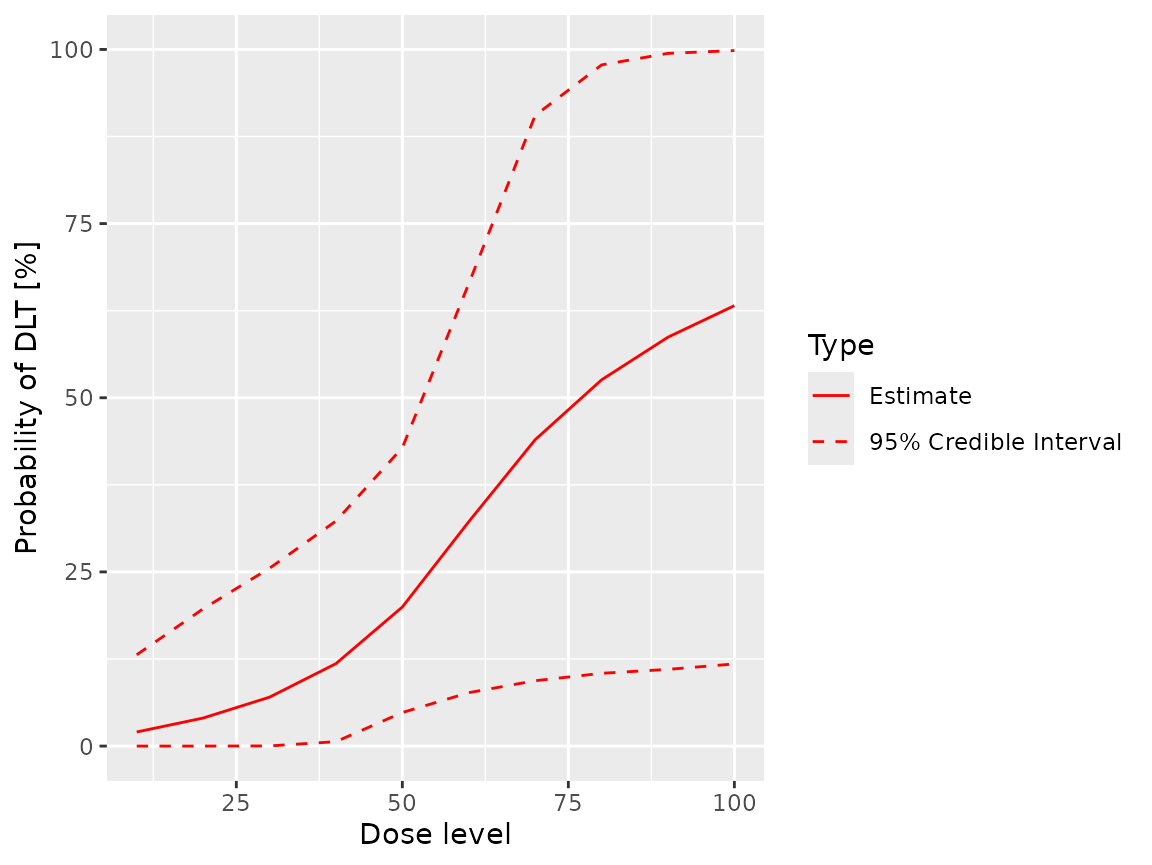 100
75
50
25
0
Probability of DLT [%]
25
50
75
100
Dose level
Type
Estimate
95% Credible Interval